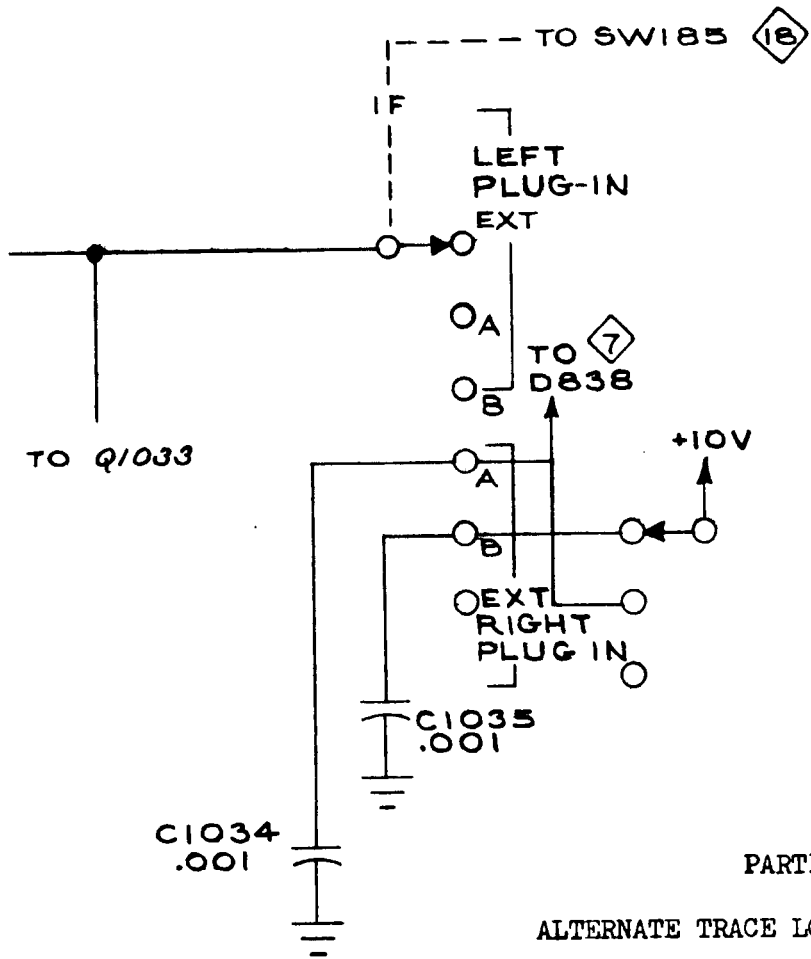 TO SW185 18
1F
LEFT
PLUG-IN
EXT
A
B
TO 7
D838
TO Q1033
+10V
A
B
EXT
RIGHT
PLUG IN
C1035
.001
C1034
.001
ALTERNATE TRACE